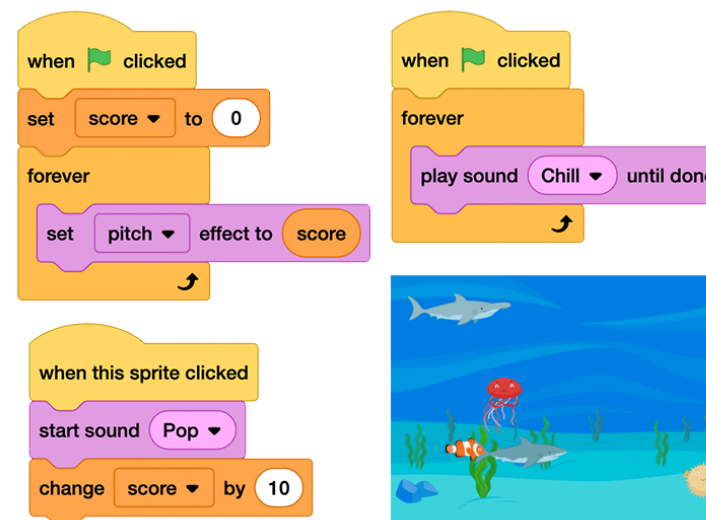 when clicked
set score to 0
forever
set pitch effect to score
when this sprite clicked
start sound Pop
change score by 10
when clicked
forever
play sound Chill until done